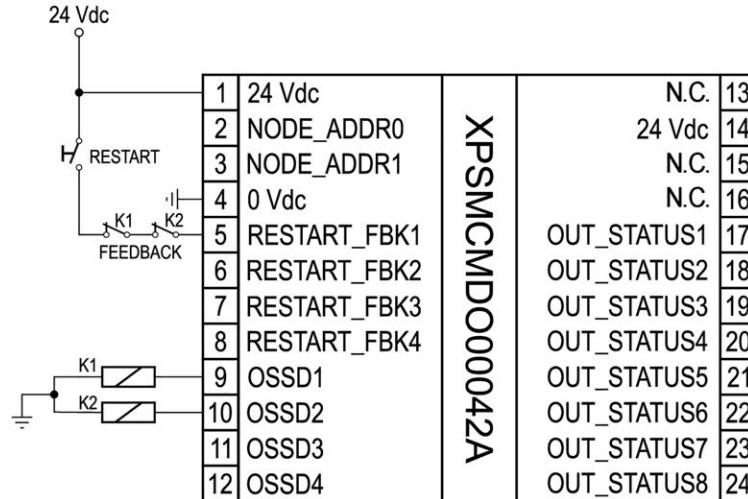 24 Vdc
1 24 Vdc N.C. 13
2 NODE_ADDR0 24 Vdc 14
RESTART
3 NODE_ADDR1 N.C. 15
4 0 Vdc N.C. 16
K1 K2
5 RESTART_FBK1 OUT_STATUS1 17
FEEDBACK
6 RESTART_FBK2 OUT_STATUS2 18
7 RESTART_FBK3 OUT_STATUS3 19
8 RESTART_FBK4 OUT_STATUS4 20
K1
9 OSSD1 OUT_STATUS5 21
K2
10 OSSD2 OUT_STATUS6 22
11 OSSD3 OUT_STATUS7 23
12 OSSD4 OUT_STATUS8 24
XPSMCMDO00042A